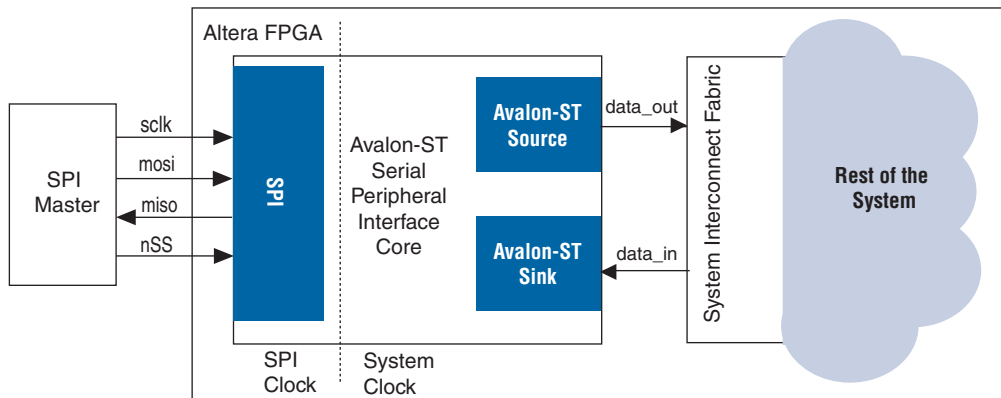 Altera FPGA
SPI
Master
sclk
mosi
miso
nSS
SPI
Avalon-ST
Serial
Peripheral
Interface
Core
Avalon-ST
Source
Avalon-ST
Sink
data_out
data_in
System Interconnect Fabric
Rest of the
System
SPI
Clock
System
Clock